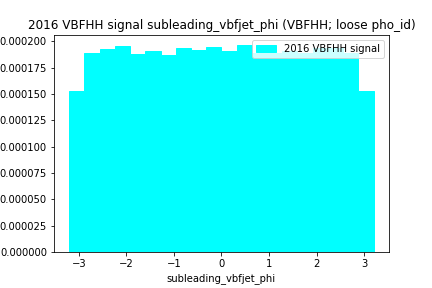 2016 VBFHH signal subleading_vbfjet_phi (VBFHH; loose pho_id)
2016 VBFHH signal
0.000200
0.000175
0.000150
0.000125
0.000100
0.000075
0.000050
0.000025
0.000000
−3 −2 −1 0 1 2 3
subleading_vbfjet_phi